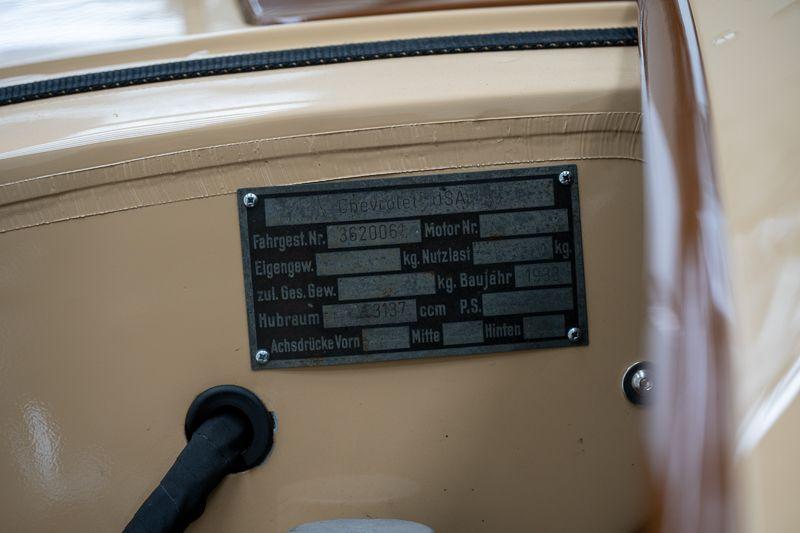 Chevrolet USA
Fahrgest. Nr. Motor Nr.
Eigengew. kg. Nutzlast kg.
zul. Ges. Gew. kg. Baujahr
Hubraum 3137 ccm P.S.
Achsdrücke Vorn Mitte Hinten